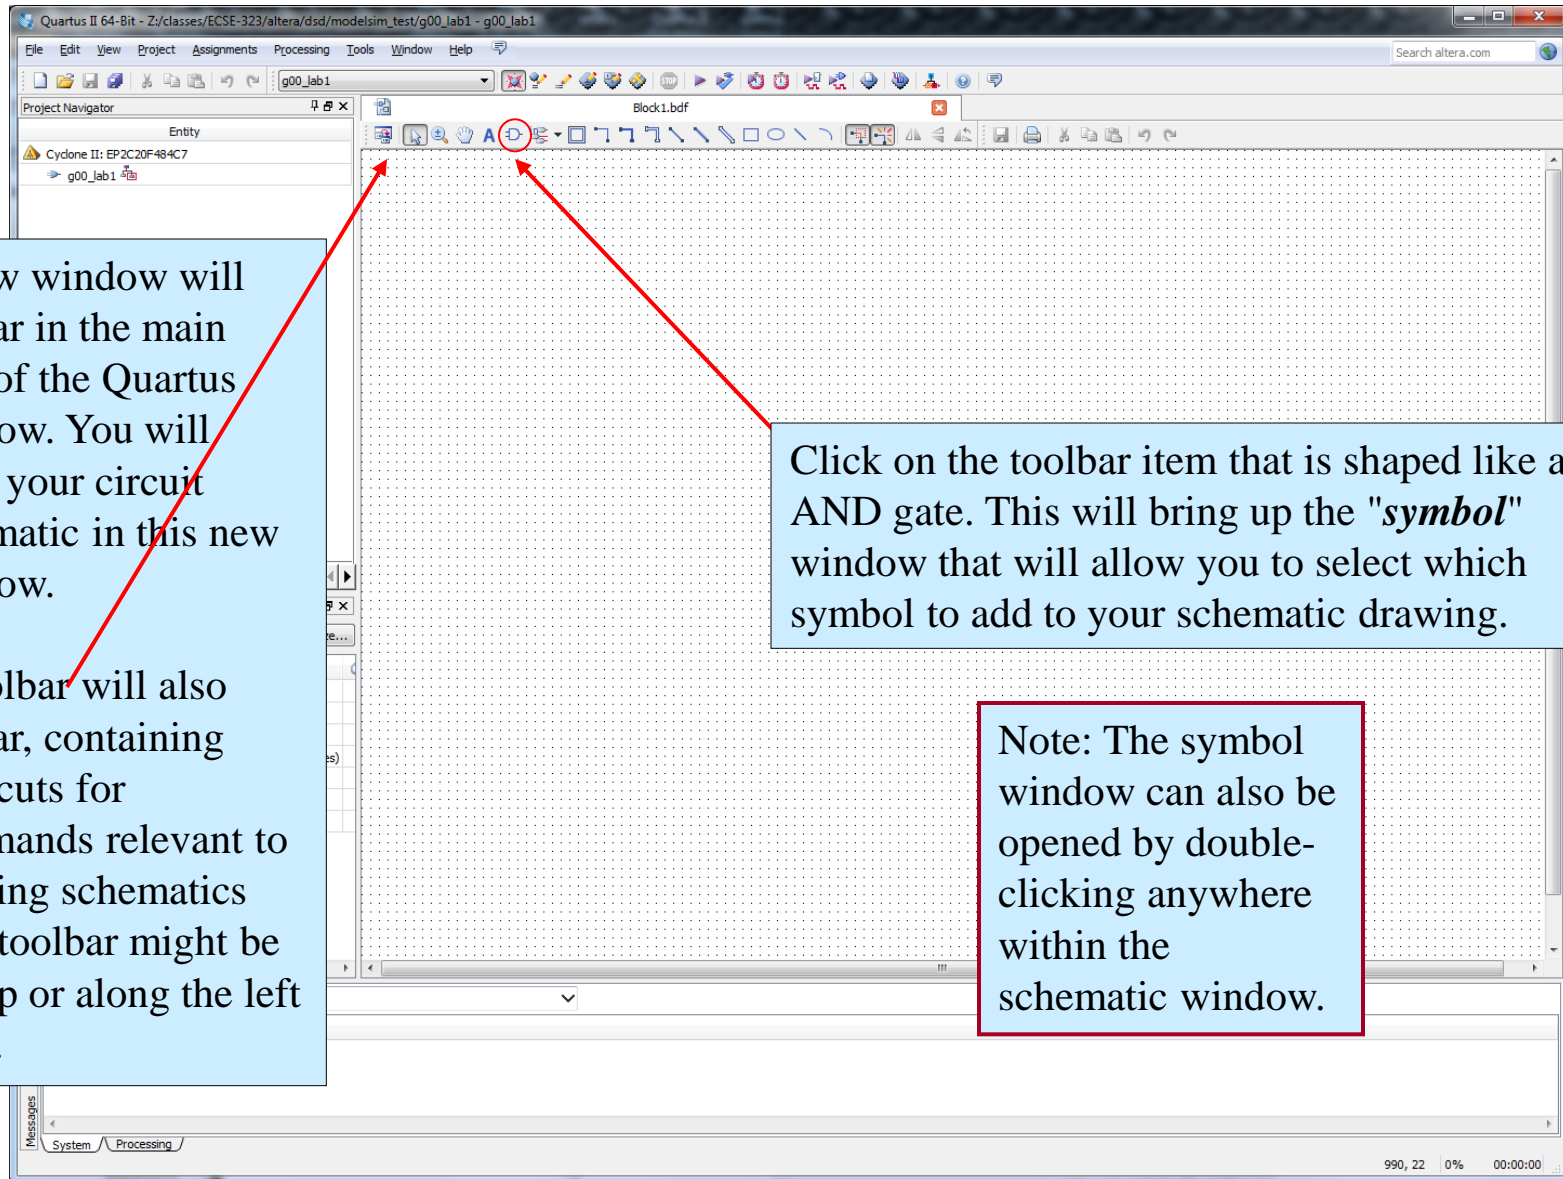 Quartus II 64-Bit - Z:/classes/ECSE-323/altera/dsd/modelsim_test/g00_lab1 - g00_lab1
File Edit View Project Assignments Processing Tools Window Help
Search altera.com
g00_lab1
STOP
Project Navigator
Block1.bdf
Entity
A
Cyclone II: EP2C20F484C7
g00_lab1
w window will
ar in the main
of the Quartus
ow. You will
your circuit
matic in this new
ow.
olbar will also
ar, containing
cuts for
mands relevant to
ing schematics
toolbar might be
p or along the left
.
Click on the toolbar item that is shaped like a
AND gate. This will bring up the "symbol"
window that will allow you to select which
symbol to add to your schematic drawing.
ze...
es)
Note: The symbol
window can also be
opened by double-
clicking anywhere
within the
schematic window.
Messages
System Processing
990, 22 0% 00:00:00